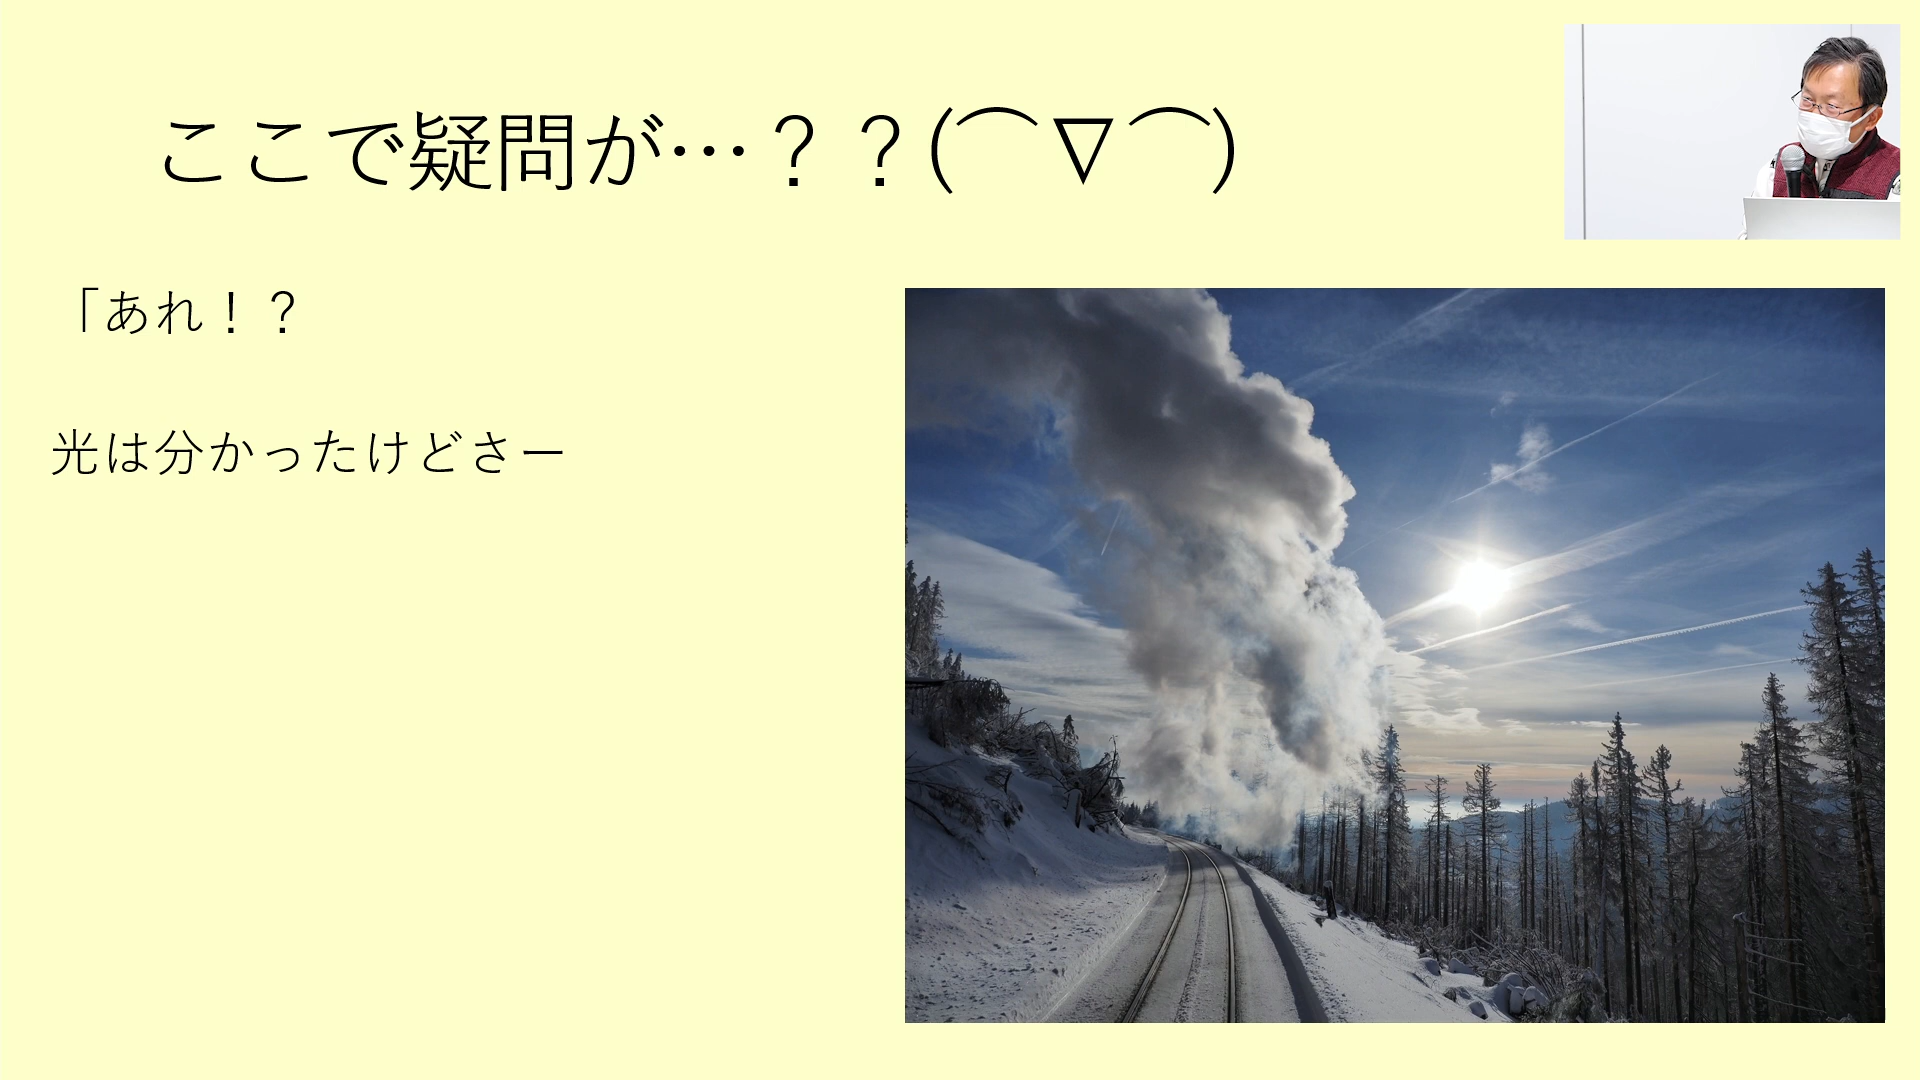 ここで疑問が…？？(⌒∇⌒)
「あれ！？
光は分かったけどさー